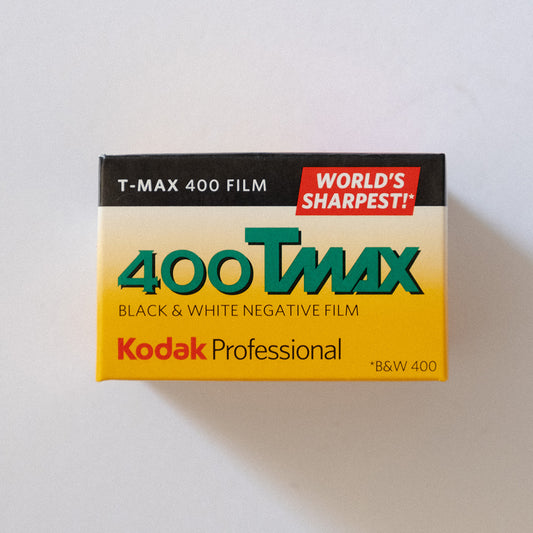 T-MAX 400 FILM
WORLD'S
SHARPEST!*
400TMAX
BLACK & WHITE NEGATIVE FILM
Kodak Professional
*B&W 400